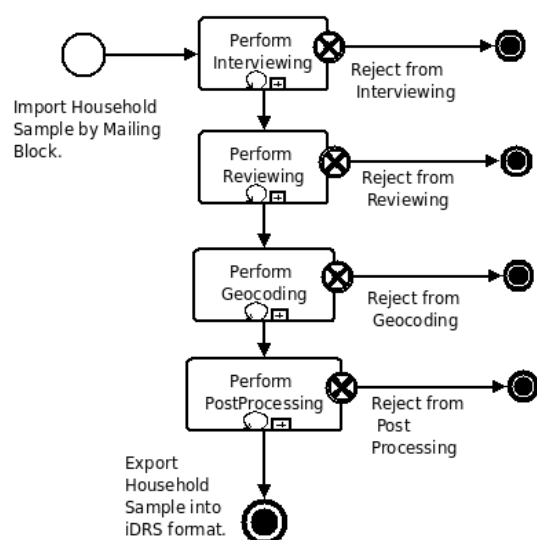 Perform
Interviewing
Reject from
Interviewing
Import Household
Sample by Mailing
Block.
Perform
Reviewing
Reject from
Reviewing
Perform
Geocoding
Reject from
Geocoding
Perform
PostProcessing
Reject from
Post
Processing
Export
Household
Sample into
iDRS format.